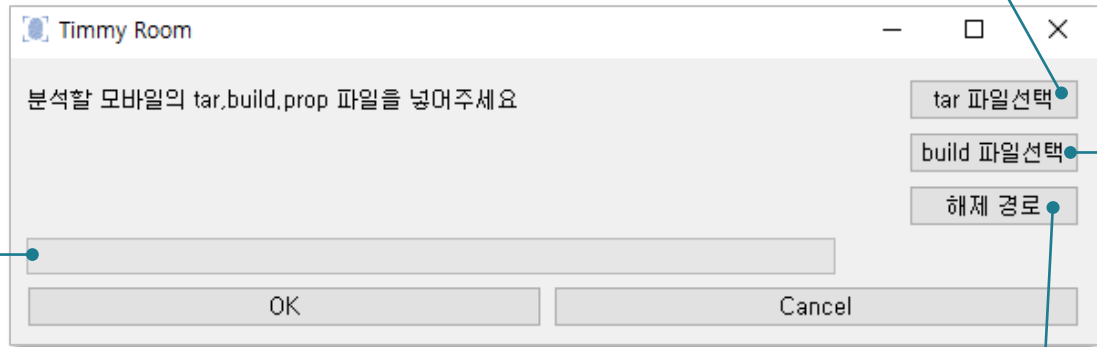 Timmy Room
분석할 모바일의 tar,build,prop 파일을 넣어주세요
tar 파일선택
build 파일선택
해제 경로
OK
Cancel